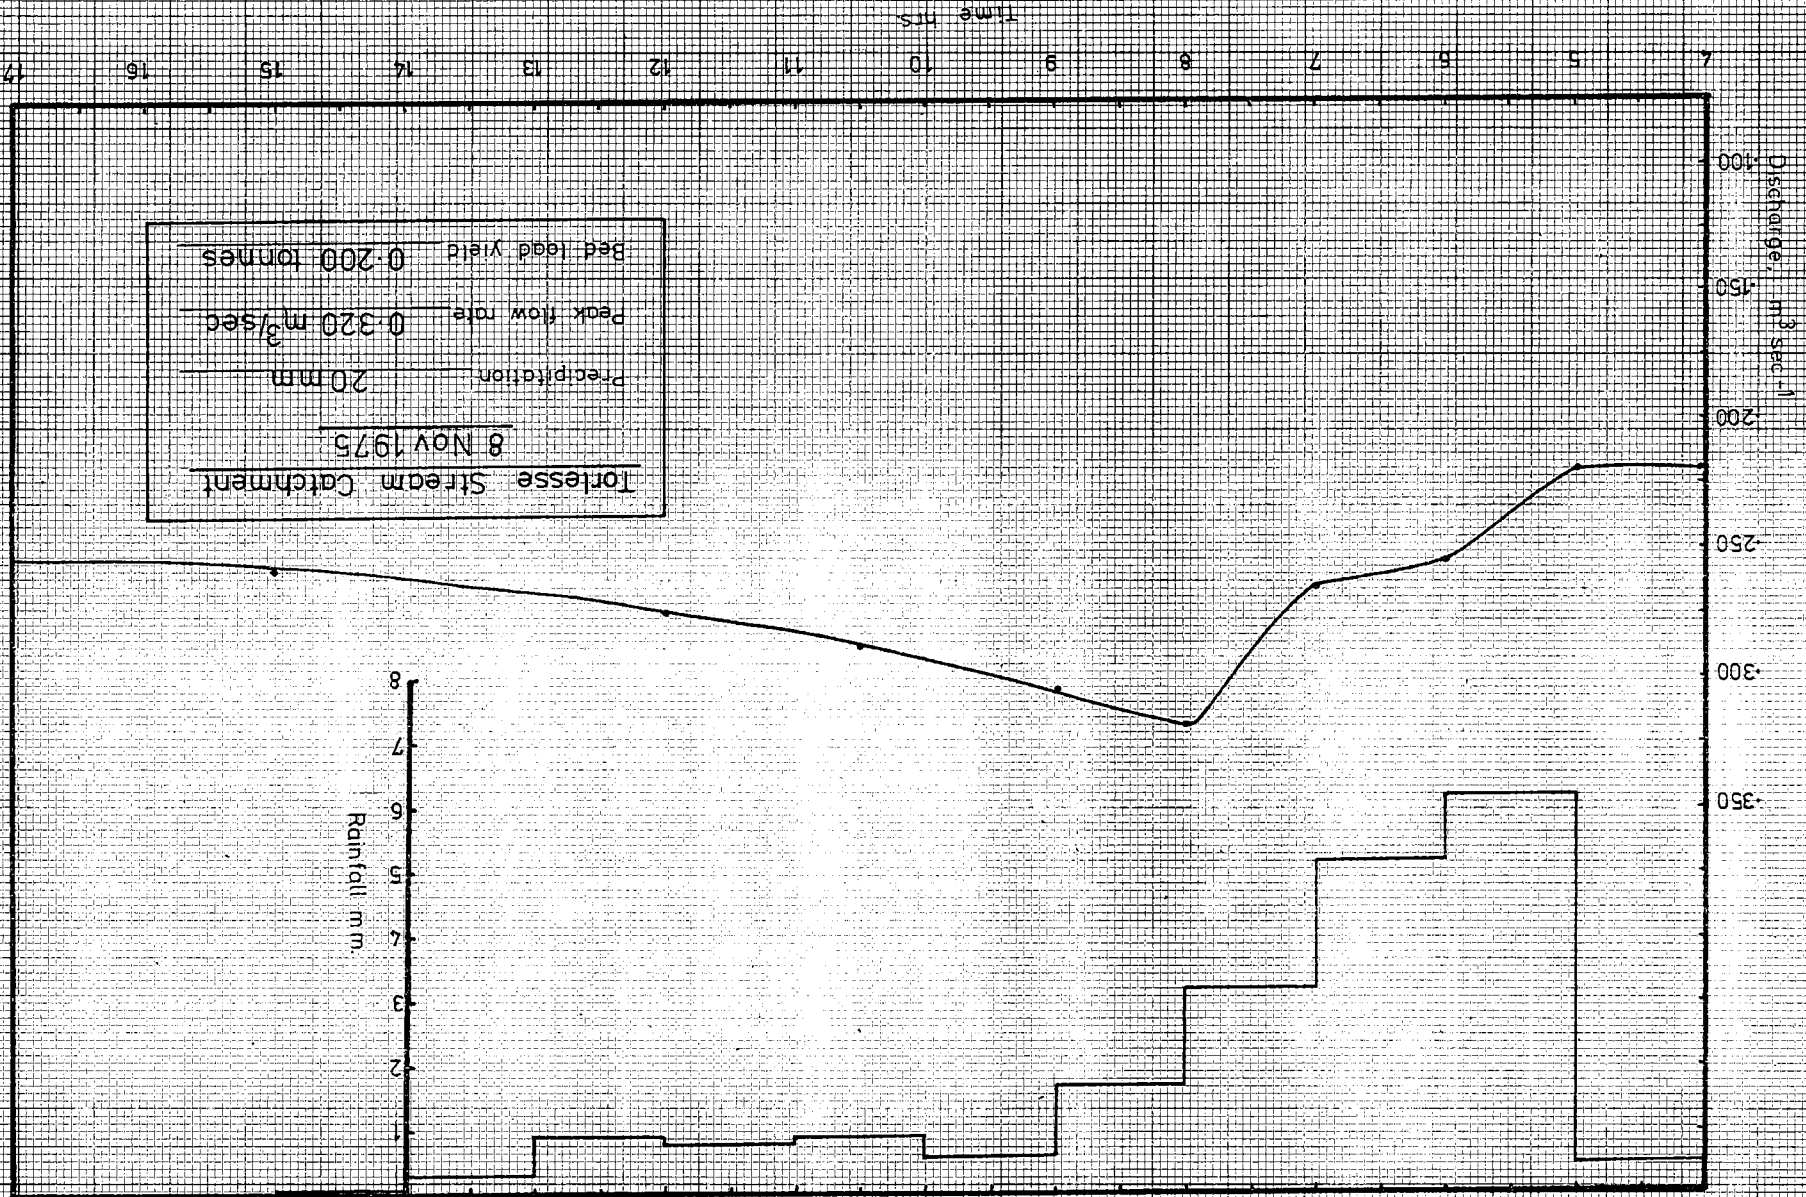 1
2
3
4
5
6
7
8
Rainfall mm.
·350
·300
·250
·200
·150
·100
Discharge, m³ sec⁻¹
Torlesse Stream Catchment
8 Nov 1975
Precipitation 20 mm
Peak flow rate 0·320 m³/sec
Bed load yield 0·200 tonnes
4 5 6 7 8 9 10 11 12 13 14 15 16 17
Time hrs.